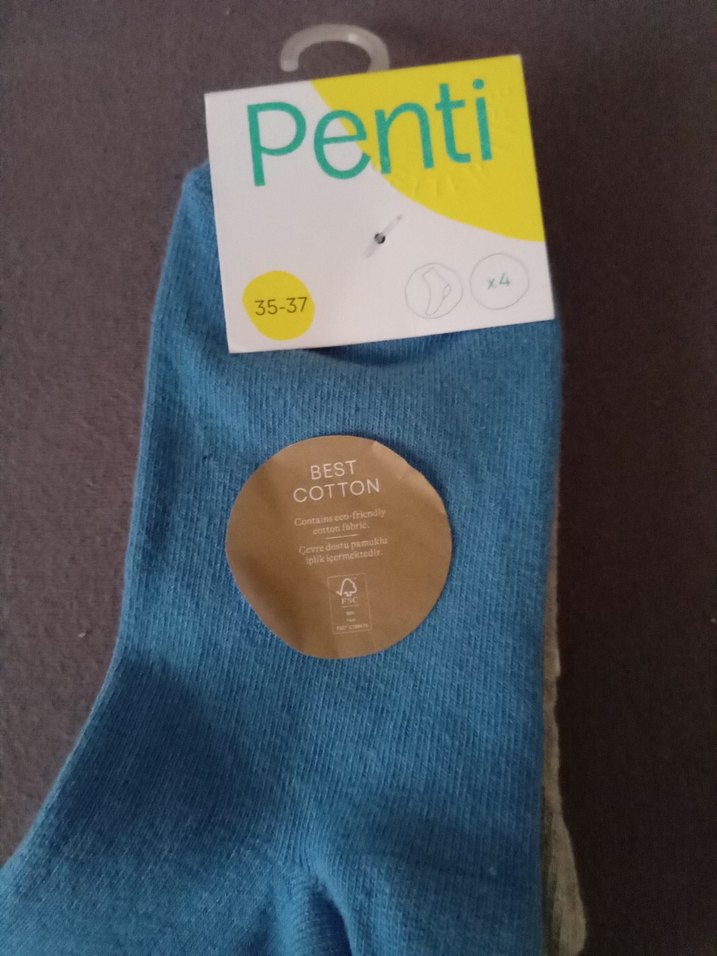 Penti
35-37
x4
BEST
COTTON
Contains eco-friendly
cotton fabric.
Çevre dostu pamuklu
iplik içermektedir.
FSC